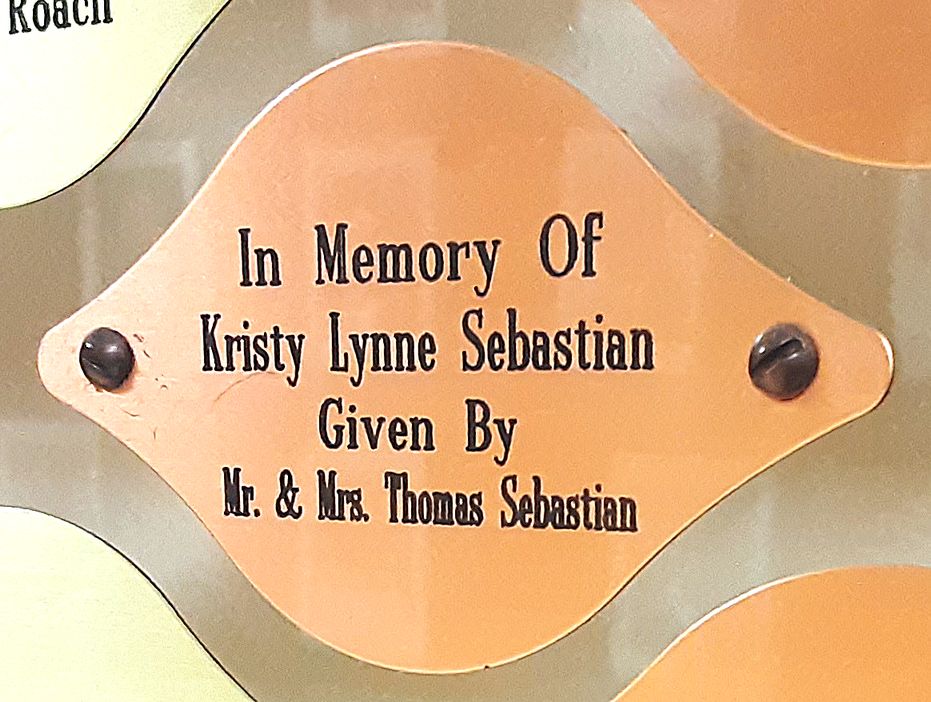 Roach
In Memory Of
Kristy Lynne Sebastian
Given By
Mr. & Mrs. Thomas Sebastian